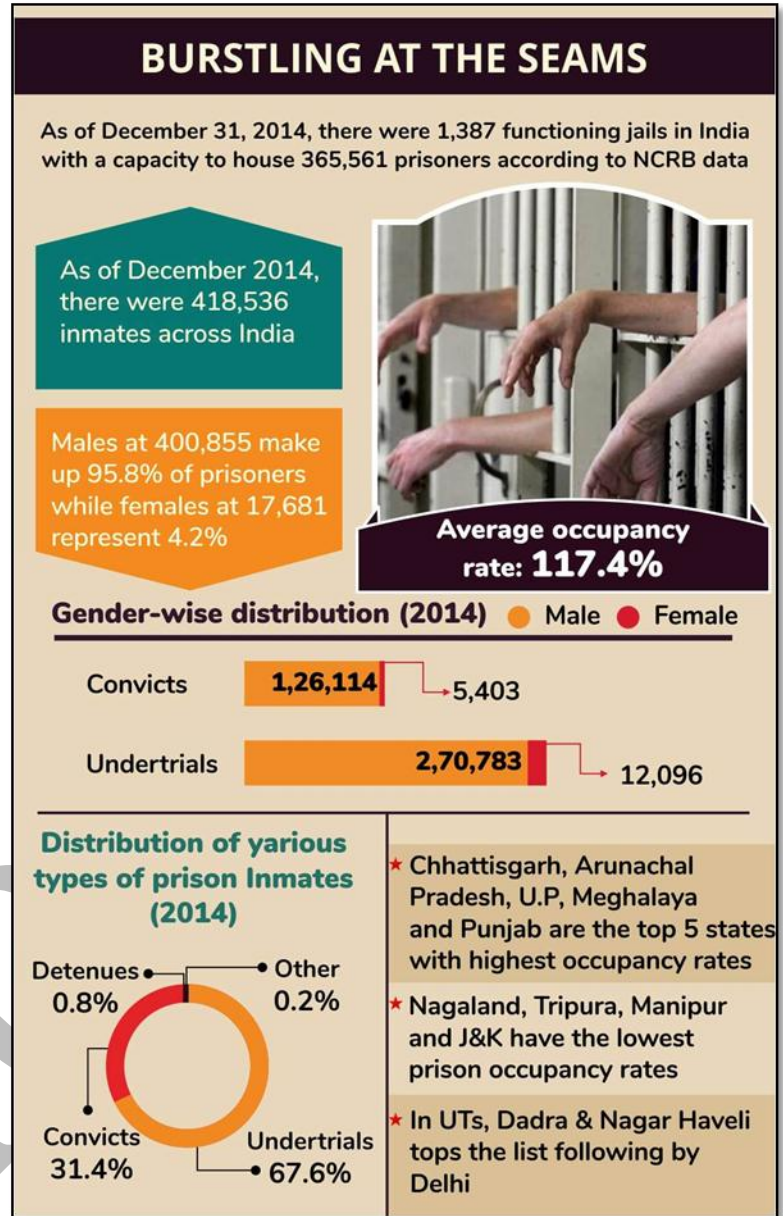 BURSTLING AT THE SEAMS
As of December 31, 2014, there were 1,387 functioning jails in India
with a capacity to house 365,561 prisoners according to NCRB data
As of December 2014,
there were 418,536
inmates across India
Males at 400,855 make
up 95.8% of prisoners
while females at 17,681
represent 4.2%
Average occupancy
rate: 117.4%
Gender-wise distribution (2014) Male Female
Convicts 1,26,114 5,403
Undertrials 2,70,783 12,096
Distribution of yarious
types of prison Inmates
(2014)
Detenues
0.8%
Other
0.2%
Convicts
31.4%
Undertrials
67.6%
Chhattisgarh, Arunachal
Pradesh, U.P, Meghalaya
and Punjab are the top 5 states
with highest occupancy rates
Nagaland, Tripura, Manipur
and J&K have the lowest
prison occupancy rates
In UTs, Dadra & Nagar Haveli
tops the list following by
Delhi